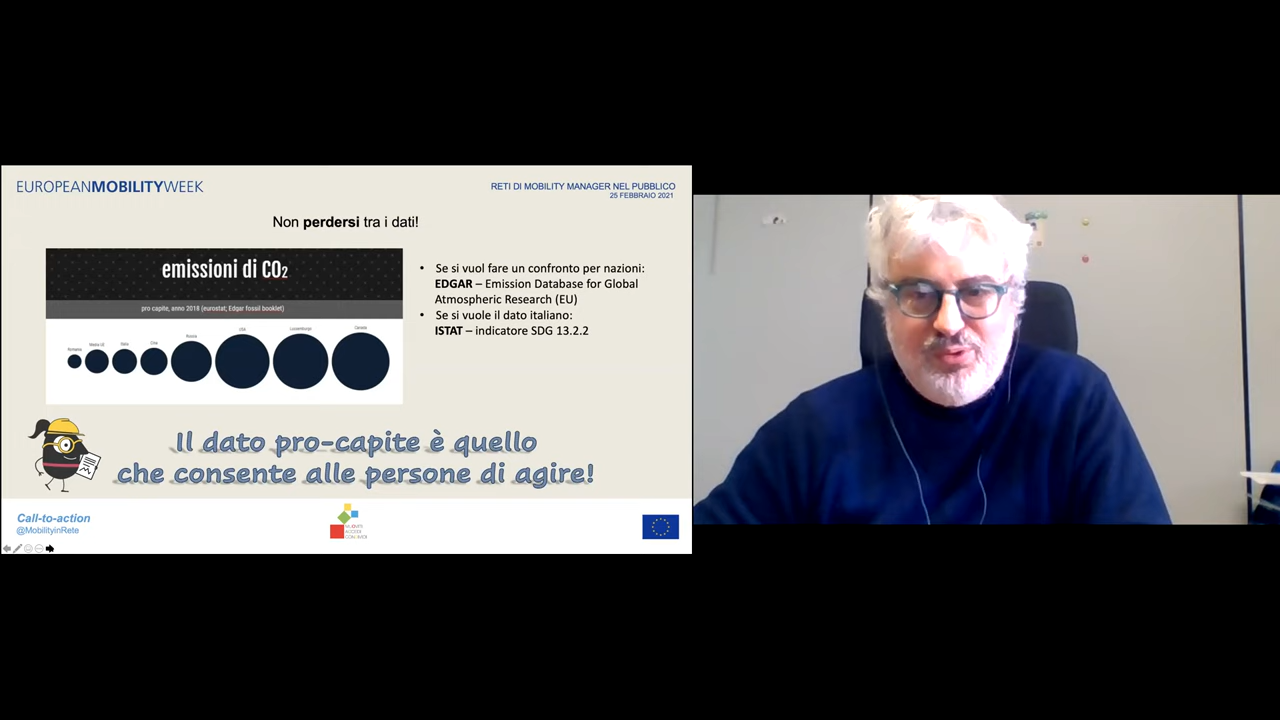 EUROPEANMOBILITYWEEK
RETI DI MOBILITY MANAGER NEL PUBBLICO
25 FEBBRAIO 2021
Non perdersi tra i dati!
emissioni di CO₂
pro capite, anno 2018 (eurostat; Edgar fossil booklet)
Romania Media UE Italia Cina Russia USA Lussemburgo Canada
• Se si vuol fare un confronto per nazioni:
EDGAR – Emission Database for Global
Atmospheric Research (EU)
• Se si vuole il dato italiano:
ISTAT – indicatore SDG 13.2.2
Il dato pro-capite è quello
che consente alle persone di agire!
Call-to-action
@MobilityinRete